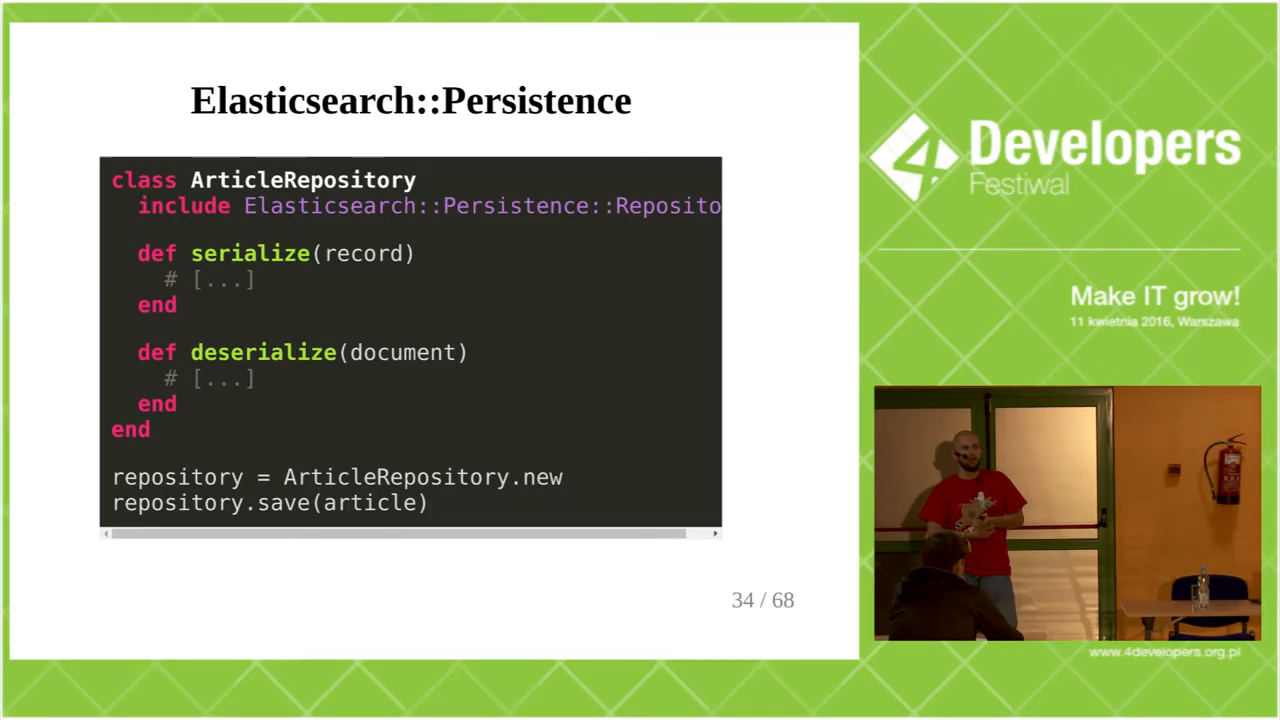 Elasticsearch::Persistence
class ArticleRepository
  include Elasticsearch::Persistence::Reposito
  def serialize(record)
    # [...]
  end
  def deserialize(document)
    # [...]
  end
end
repository = ArticleRepository.new
repository.save(article)
34 / 68
4
Developers
Festiwal
Make IT grow!
11 kwietnia 2016, Warszawa
www.4developers.org.pl